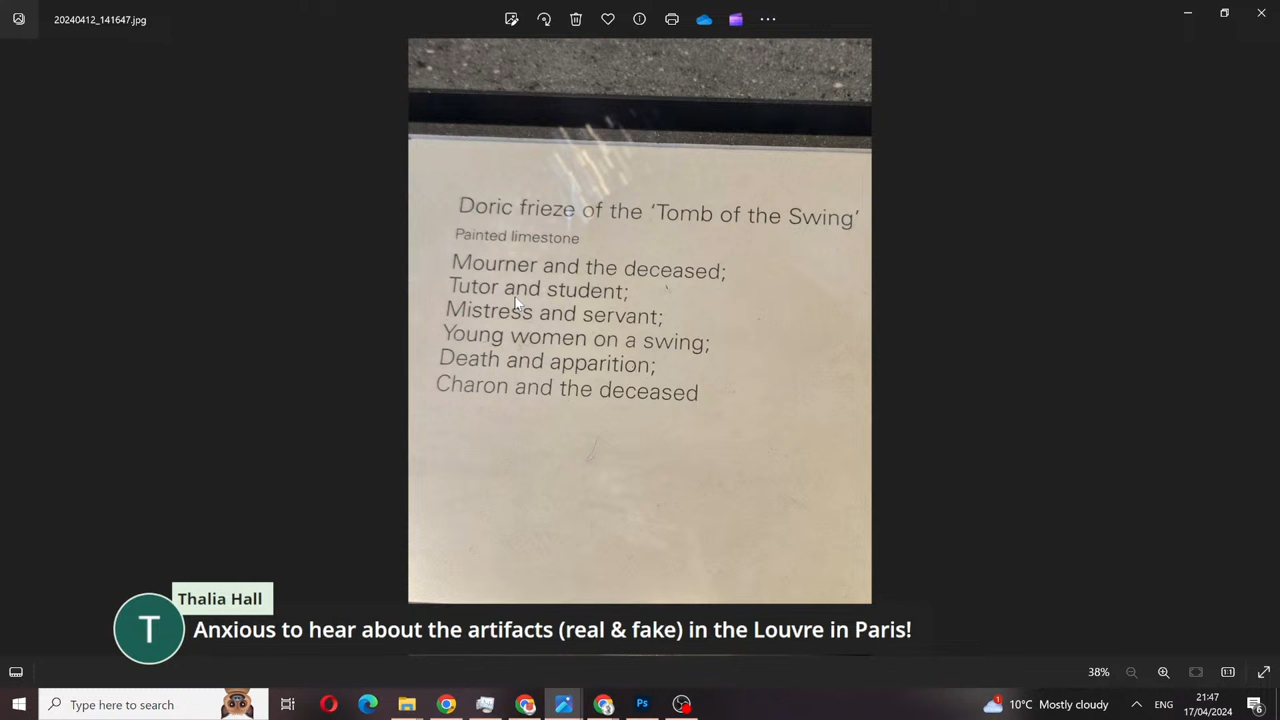 20240412_141647.jpg
Doric frieze of the ‘Tomb of the Swing’
Painted limestone
Mourner and the deceased;
Tutor and student;
Mistress and servant;
Young women on a swing;
Death and apparition;
Charon and the deceased
Thalia Hall
T
Anxious to hear about the artifacts (real & fake) in the Louvre in Paris!
38%
Type here to search
Ps
10°C Mostly cloudy
ENG
21:47
17/04/2024
6